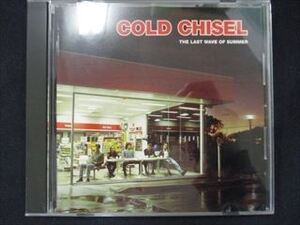 COLD CHISEL
THE LAST WAVE OF SUMMER